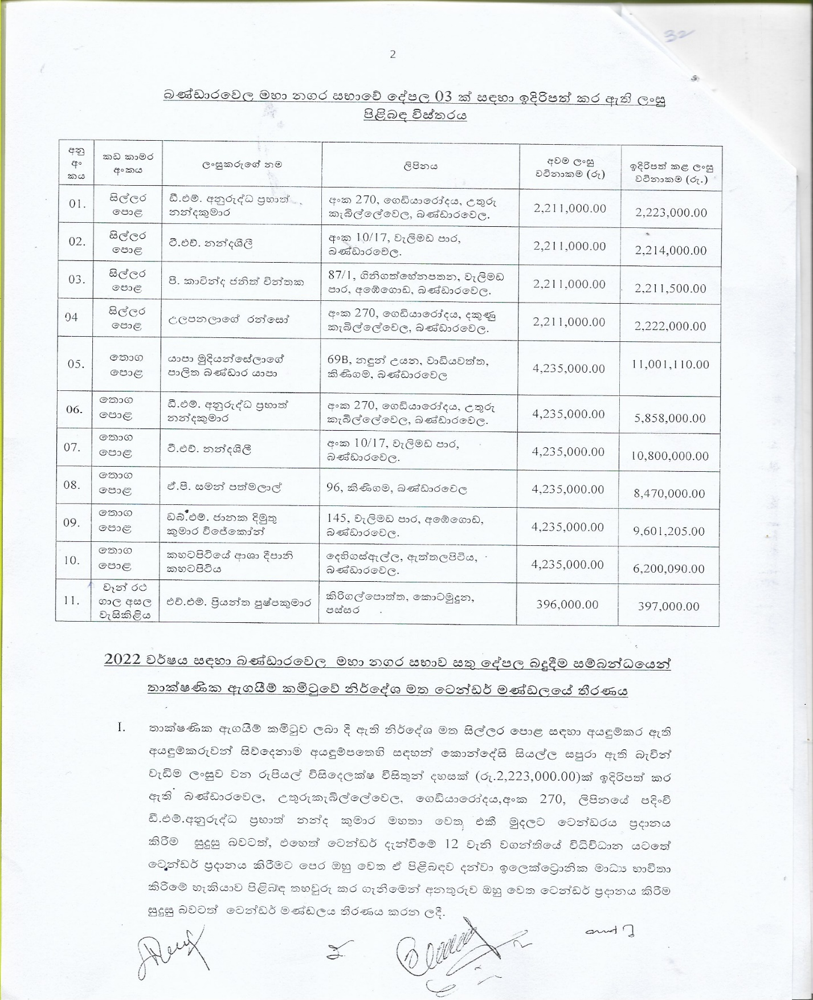 32
2
බණ්ඩාරවෙල මහා නගර සභාවේ දේපල 03 ක් සඳහා ඉදිරිපත් කර ඇති ලංසු
පිළිබඳ විස්තරය
අනු අං කය	කඩ කාමර අංකය	ලංසුකරුගේ නම	ලිපිනය	අවම ලංසු වටිනාකම (රු)	ඉදිරිපත් කළ ලංසු වටිනාකම (රු.)
01.	සිල්ලර පොළ	ඩී.එම්. අනුරුද්ධ ප්‍රභාත් නන්දකුමාර	අංක 270, ගෙඩියාරෝදය, උතුරු කැබිල්ලේවෙල, බණ්ඩාරවෙල.	2,211,000.00	2,223,000.00
02.	සිල්ලර පොළ	ටී.එච්. නන්දශීලී	අංක 10/17, වැලිමඩ පාර, බණ්ඩාරවෙල.	2,211,000.00	2,214,000.00
03.	සිල්ලර පොළ	පී. කාවින්ද ජනිත් චින්තක	87/1, ගිනිගත්හේනපතන, වැලිමඩ පාර, අඹේගොඩ, බණ්ඩාරවෙල.	2,211,000.00	2,211,500.00
04	සිල්ලර පොළ	උලපනලාගේ රන්සෝ	අංක 270, ගෙඩියාරෝදය, දකුණු කැබිල්ලේවෙල, බණ්ඩාරවෙල.	2,211,000.00	2,222,000.00
05.	තොග පොළ	යාපා මුදියන්සේලාගේ පාලිත බණ්ඩාර යාපා	69B, නඳුන් උයන, වාඩියවත්ත, කිණිගම, බණ්ඩාරවෙල	4,235,000.00	11,001,110.00
06.	තොග පොළ	ඩී.එම්. අනුරුද්ධ ප්‍රභාත් නන්දකුමාර	අංක 270, ගෙඩියාරෝදය, උතුරු කැබිල්ලේවෙල, බණ්ඩාරවෙල.	4,235,000.00	5,858,000.00
07.	තොග පොළ	ටී.එච්. නන්දශීලී	අංක 10/17, වැලිමඩ පාර, බණ්ඩාරවෙල.	4,235,000.00	10,800,000.00
08.	තොග පොළ	ඒ.පී. සමන් පත්මලාල්	96, කිණිගම, බණ්ඩාරවෙල	4,235,000.00	8,470,000.00
09.	තොග පොළ	ඩබ්.එම්. ජානක දිමුතු කුමාර විජේකෝන්	145, වැලිමඩ පාර, අඹේගොඩ, බණ්ඩාරවෙල.	4,235,000.00	9,601,205.00
10.	තොග පොළ	කහටපිටියේ ආශා දීපානි කහටපිටිය	දෙහිගස්ඇල්ල, ඇත්තලපිටිය, බණ්ඩාරවෙල.	4,235,000.00	6,200,090.00
11.	වෑන් රථ ගාල අසල වැසිකිළිය	එච්.එම්. ප්‍රියන්ත පුෂ්පකුමාර	කිරිගල්පොත්ත, කොටමුදුන, පස්සර	396,000.00	397,000.00
2022 වර්ෂය සඳහා බණ්ඩාරවෙල මහා නගර සභාව සතු දේපල බදුදීම සම්බන්ධයෙන්
තාක්ෂණික ඇගයීම් කමිටුවේ නිර්දේශ මත ටෙන්ඩර් මණ්ඩලයේ තීරණය
I. තාක්ෂණික ඇගයීම් කමිටුව ලබා දී ඇති නිර්දේශ මත සිල්ලර පොළ සඳහා අයදුම්කර ඇති
අයඳුම්කරුවන් සිව්දෙනාම අයඳුම්පතෙහි සඳහන් කොන්දේසි සියල්ල සපුරා ඇති බැවින්
වැඩිම ලංසුව වන රුපියල් විසිදෙලක්ෂ විසිතුන් දහසක් (රු.2,223,000.00)ක් ඉදිරිපත් කර
ඇති බණ්ඩාරවෙල, උතුරුකැබිල්ලේවෙල, ගෙඩියාරෝදය,අංක 270, ලිපිනයේ පදිංචි
ඩී.එම්.අනුරුද්ධ ප්‍රභාත් නන්ද කුමාර මහතා වෙත එකී මුදලට ටෙන්ඩරය ප්‍රදානය
කිරීම සුදුසු බවටත්, එහෙත් ටෙන්ඩර් දැන්වීමේ 12 වැනි වගන්තියේ විධිවිධාන යටතේ
ටෙන්ඩර් ප්‍රදානය කිරීමට පෙර ඔහු වෙත ඒ පිළිබඳව දන්වා ඉලෙක්ට්‍රොනික මාධ්‍ය භාවිතා
කිරීමේ හැකියාව පිළිබඳ තහවුරු කර ගැනීමෙන් අනතුරුව ඔහු වෙත ටෙන්ඩර් ප්‍රදානය කිරීම
සුදුසු බවටත් ටෙන්ඩර් මණ්ඩලය තීරණය කරන ලදී.